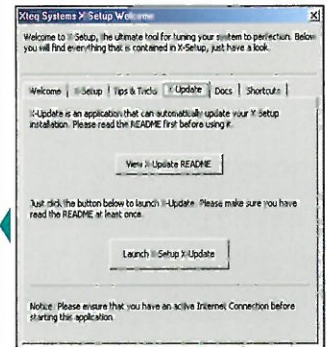 Xteq Systems X-Setup Welcome
Welcome to X-Setup, the ultimate tool for tuning your system to perfection. Below
you will find everything that is contained in X-Setup, just have a look.
Welcome X-Setup Tips & Tricks X-Update Docs Shortcuts
X-Update is an application that can automatically update your X-Setup
installation. Please read the README first before using it.
View X-Update README
Just click the button below to launch X-Update. Please make sure you have
read the README at least once.
Launch X-Setup X-Update
Notice: Please ensure that you have an active Internet Connection before
starting this application.